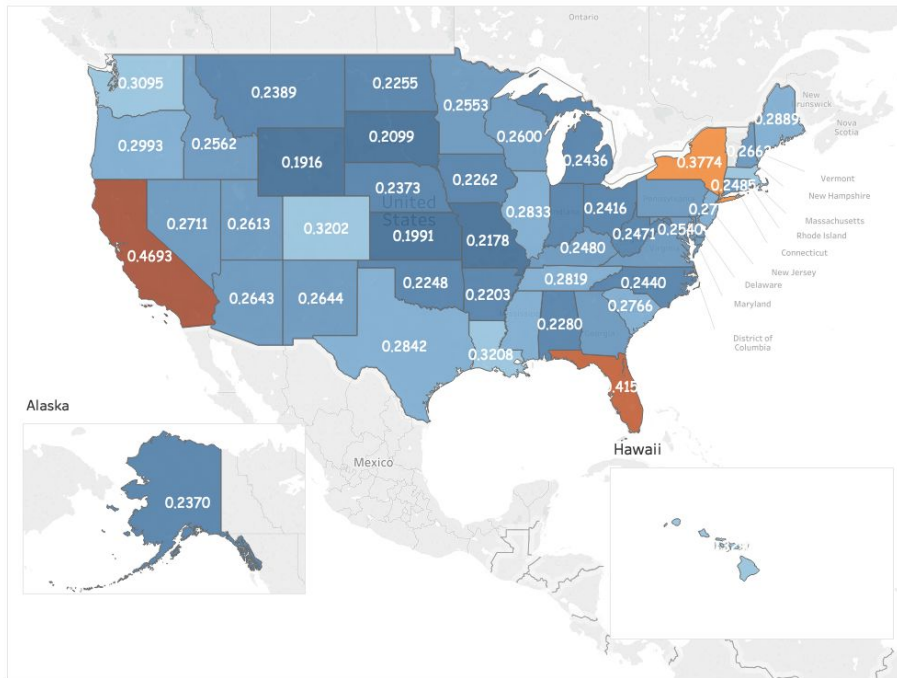 Ontario
New
Brunswick
Nova
Scotia
0.3095
0.2389
0.2255
0.2553
0.2889
0.2993
0.2562
0.1916
0.2099
0.2600
0.2436
0.3774
0.2373
0.2262
0.2485
Vermont
New Hampshire
Massachusetts
Rhode Island
Connecticut
New Jersey
Delaware
Maryland
District of
Columbia
United
States
0.4693
0.2711
0.2613
0.3202
0.1991
0.2178
0.2833
0.2416
0.2471
0.2540
0.27
0.2480
0.2643
0.2644
0.2248
0.2203
0.2819
0.2440
0.2766
0.2842
0.3208
0.2280
.415
Alaska
0.2370
Mexico
Hawaii